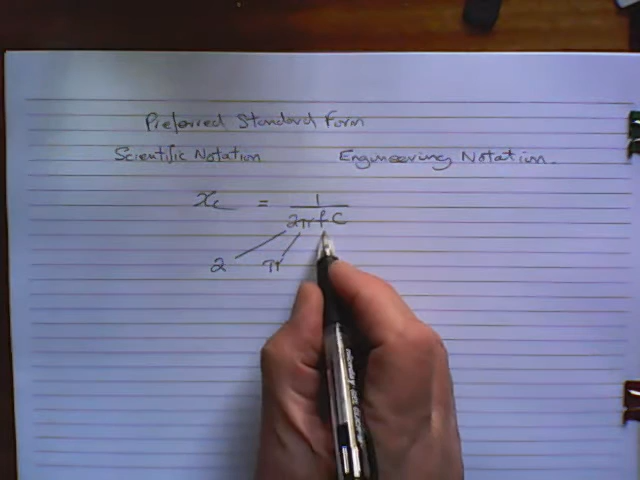 Preferred Standard Form
Scientific Notation Engineering Notation.
Xc = 1
2πfC
2 π